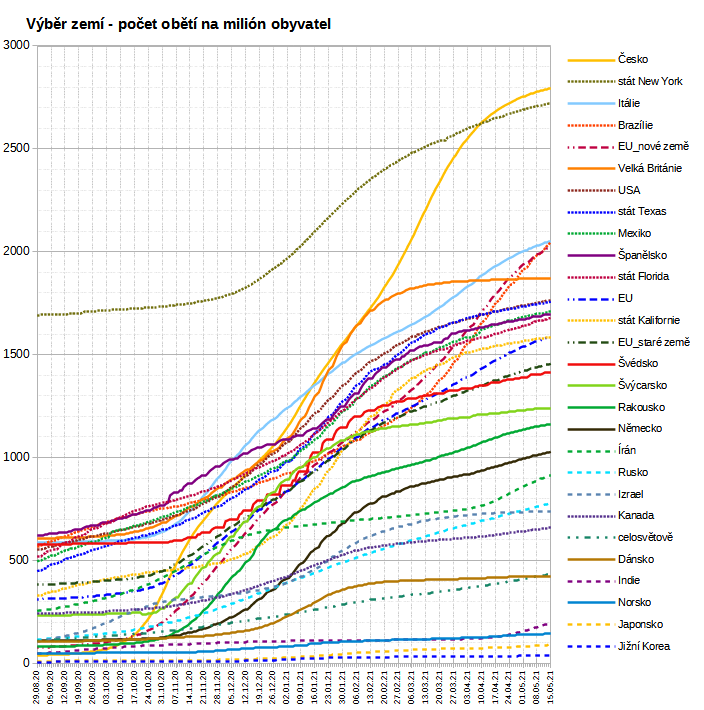 Výběr zemí - počet obětí na milión obyvatel
3000
2500
2000
1500
1000
500
0
Česko
stát New York
Itálie
Brazílie
EU_nové země
Velká Británie
USA
stát Texas
Mexiko
Španělsko
stát Florida
EU
stát Kalifornie
EU_staré země
Švédsko
Švýcarsko
Rakousko
Německo
Írán
Rusko
Izrael
Kanada
celosvětově
Dánsko
Indie
Norsko
Japonsko
Jižní Korea
29.08.20
05.09.20
12.09.20
19.09.20
26.09.20
03.10.20
10.10.20
17.10.20
24.10.20
31.10.20
07.11.20
14.11.20
21.11.20
28.11.20
05.12.20
12.12.20
19.12.20
26.12.20
02.01.21
09.01.21
16.01.21
23.01.21
30.01.21
06.02.21
13.02.21
20.02.21
27.02.21
06.03.21
13.03.21
20.03.21
27.03.21
03.04.21
10.04.21
17.04.21
24.04.21
01.05.21
08.05.21
15.05.21